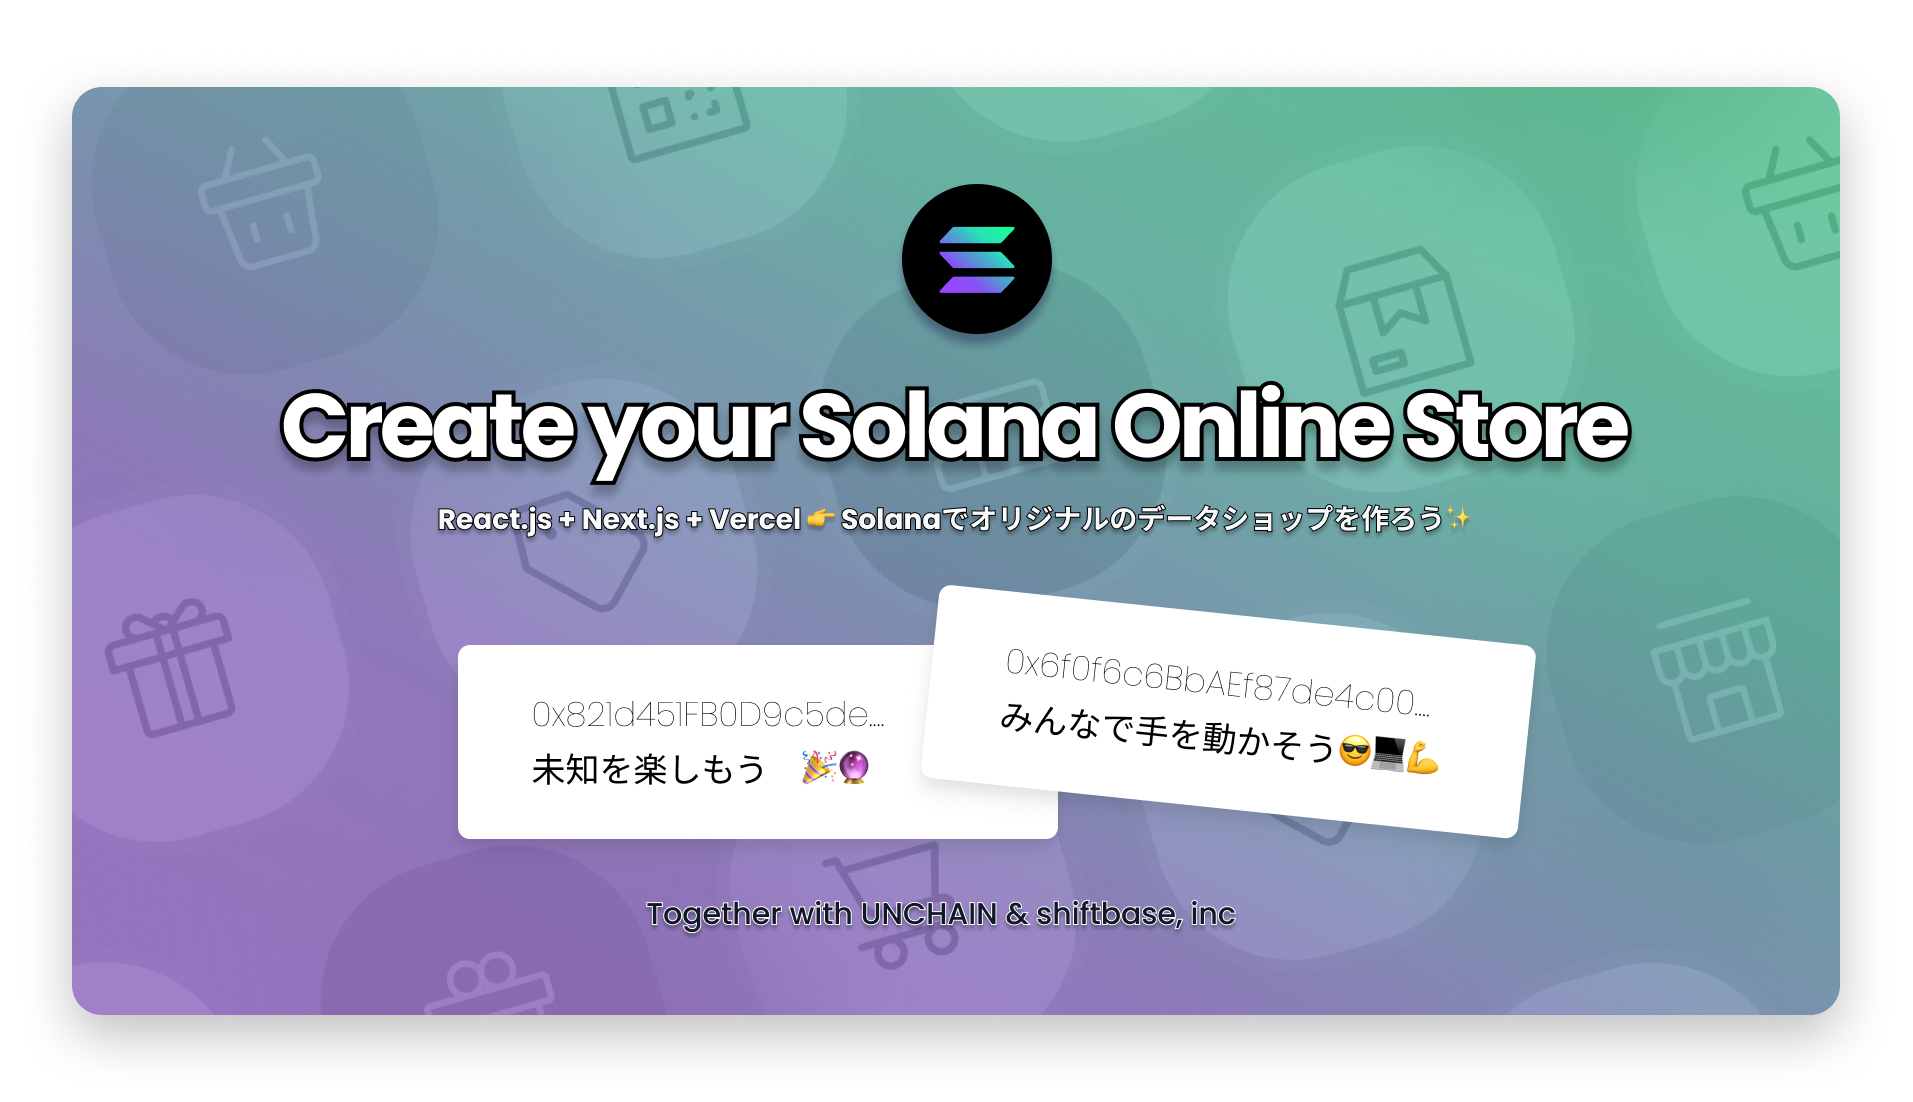 Create your Solana Online Store
React.js + Next.js + Vercel 👉 Solanaでオリジナルのデータショップを作ろう✨
0x821d451FB0D9c5de....
未知を楽しもう 🎉🔮
0x6f0f6c6BbAEf87de4c00....
みんなで手を動かそう😎💻💪
Together with UNCHAIN & shiftbase, inc